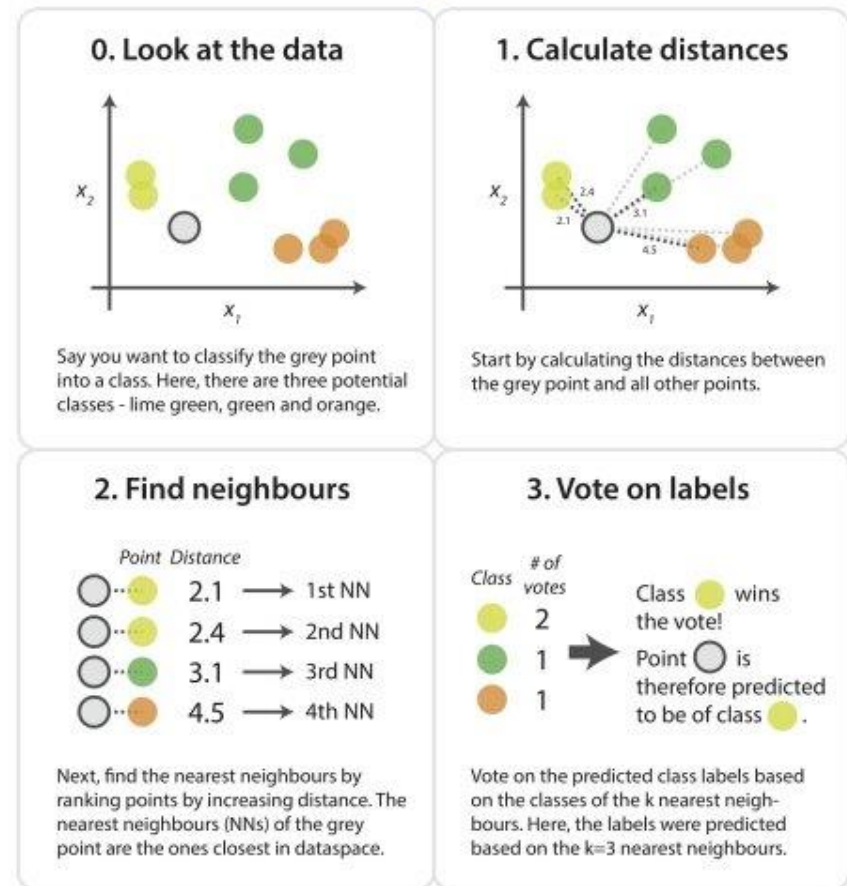 0. Look at the data
x2
x1
Say you want to classify the grey point
into a class. Here, there are three potential
classes - lime green, green and orange.
1. Calculate distances
x2
2.4
2.1
3.1
4.5
x1
Start by calculating the distances between
the grey point and all other points.
2. Find neighbours
Point Distance
2.1 → 1st NN
2.4 → 2nd NN
3.1 → 3rd NN
4.5 → 4th NN
Next, find the nearest neighbours by
ranking points by increasing distance. The
nearest neighbours (NNs) of the grey
point are the ones closest in dataspace.
3. Vote on labels
Class # of votes
2
1
1
Class wins
the vote!
Point is
therefore predicted
to be of class .
Vote on the predicted class labels based
on the classes of the k nearest neigh-
bours. Here, the labels were predicted
based on the k=3 nearest neighbours.